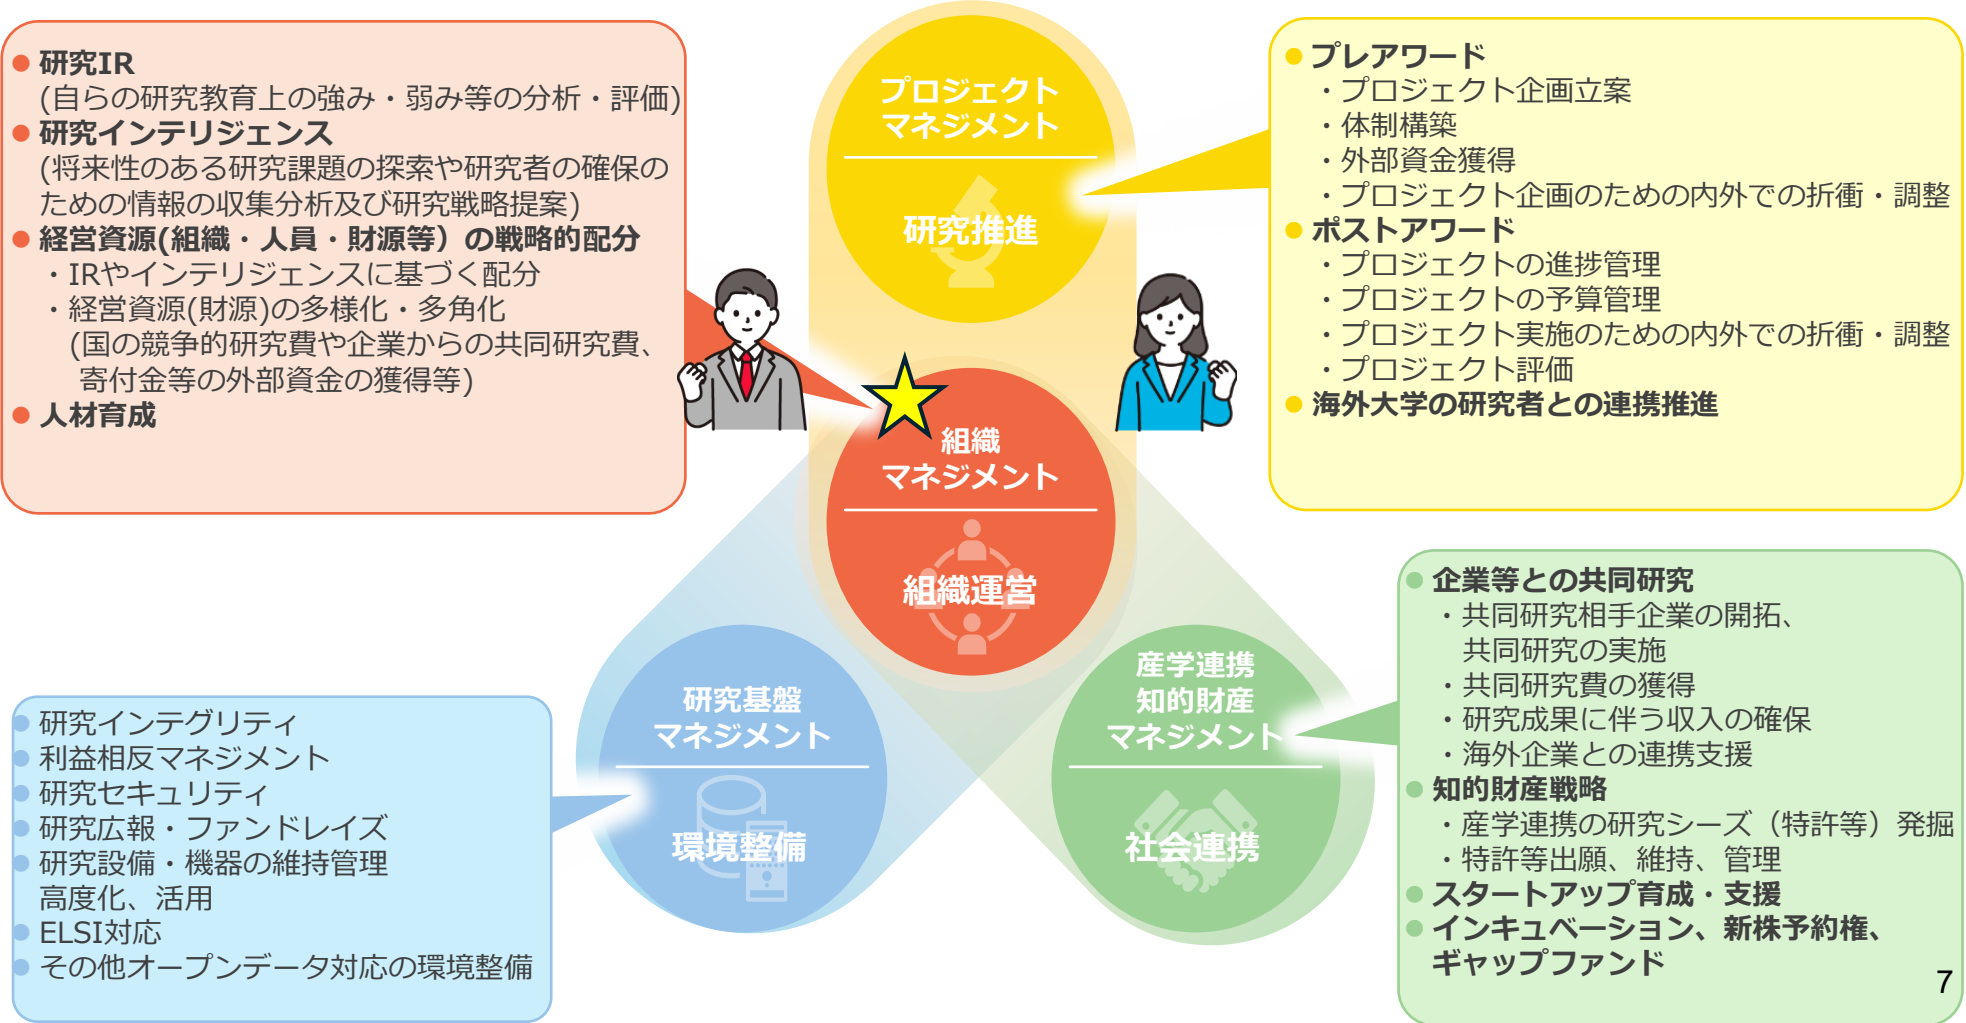 ● 研究IR
(自らの研究教育上の強み・弱み等の分析・評価)
● 研究インテリジェンス
(将来性のある研究課題の探索や研究者の確保の
ための情報の収集分析及び研究戦略提案)
● 経営資源(組織・人員・財源等）の戦略的配分
・IRやインテリジェンスに基づく配分
・経営資源(財源)の多様化・多角化
(国の競争的研究費や企業からの共同研究費、
寄付金等の外部資金の獲得等)
● 人材育成
プロジェクト
マネジメント
研究推進
● プレアワード
・プロジェクト企画立案
・体制構築
・外部資金獲得
・プロジェクト企画のための内外での折衝・調整
● ポストアワード
・プロジェクトの進捗管理
・プロジェクトの予算管理
・プロジェクト実施のための内外での折衝・調整
・プロジェクト評価
● 海外大学の研究者との連携推進
組織
マネジメント
組織運営
研究基盤
マネジメント
環境整備
産学連携
知的財産
マネジメント
社会連携
● 研究インテグリティ
● 利益相反マネジメント
● 研究セキュリティ
● 研究広報・ファンドレイズ
● 研究設備・機器の維持管理
高度化、活用
● ELSI対応
● その他オープンデータ対応の環境整備
● 企業等との共同研究
・共同研究相手企業の開拓、
共同研究の実施
・共同研究費の獲得
・研究成果に伴う収入の確保
・海外企業との連携支援
● 知的財産戦略
・産学連携の研究シーズ（特許等）発掘
・特許等出願、維持、管理
● スタートアップ育成・支援
● インキュベーション、新株予約権、
ギャップファンド
7